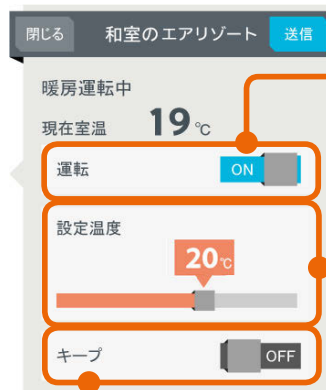 閉じる 和室のエアリゾート 送信
暖房運転中
現在室温 19℃
運転 ON
設定温度
20℃
キープ OFF